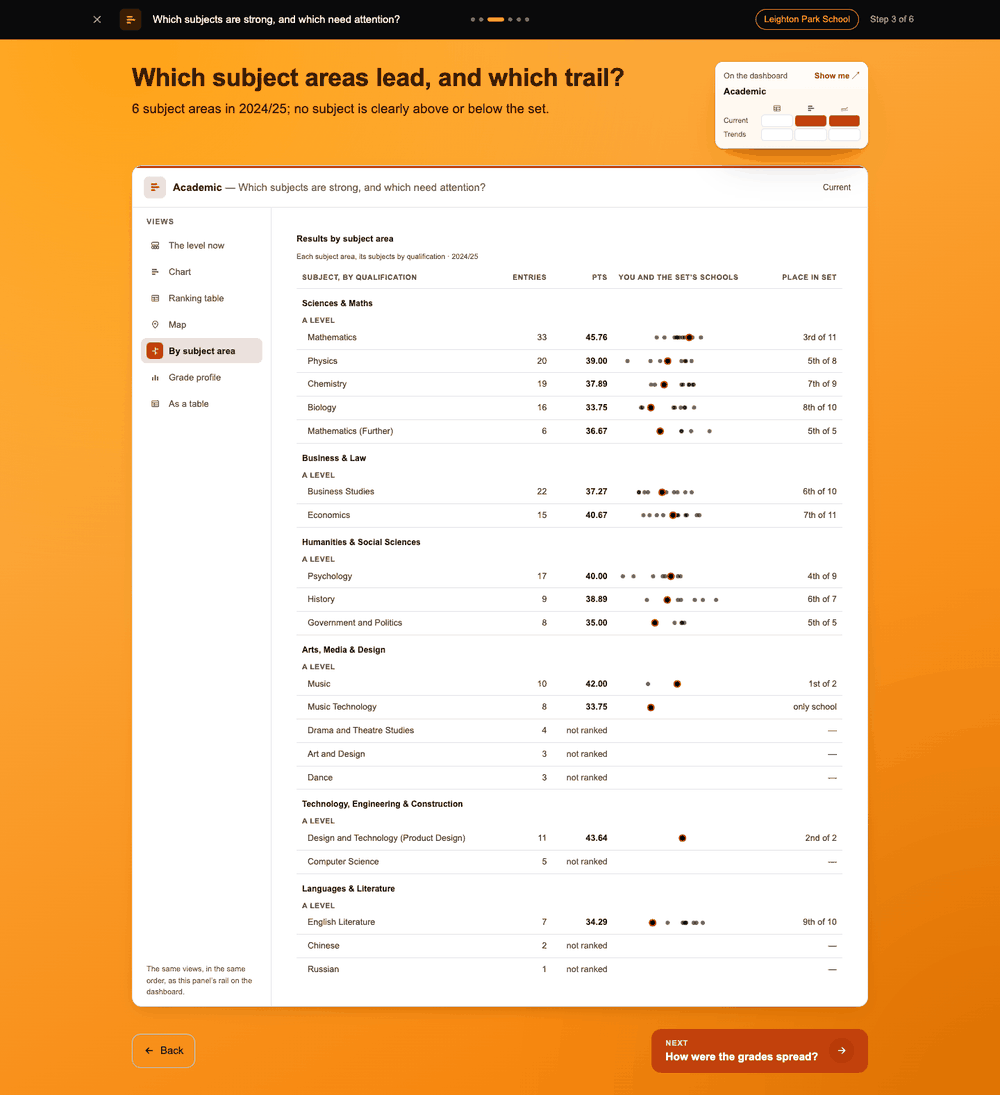 Which subjects are strong, and which need attention?
Leighton Park School
Step 3 of 6
Which subject areas lead, and which trail?
6 subject areas in 2024/25; no subject is clearly above or below the set.
On the dashboard
Show me
Academic
Current
Trends
Academic — Which subjects are strong, and which need attention?
Current
VIEWS
The level now
Chart
Ranking table
Map
By subject area
Grade profile
As a table
The same views, in the same
order, as this panel's rail on the
dashboard.
Results by subject area
Each subject area, its subjects by qualification · 2024/25
SUBJECT, BY QUALIFICATION ENTRIES PTS YOU AND THE SET'S SCHOOLS PLACE IN SET
Sciences & Maths
A LEVEL
Mathematics 33 45.76 3rd of 11
Physics 20 39.00 5th of 8
Chemistry 19 37.89 7th of 9
Biology 16 33.75 8th of 10
Mathematics (Further) 6 36.67 5th of 5
Business & Law
A LEVEL
Business Studies 22 37.27 6th of 10
Economics 15 40.67 7th of 11
Humanities & Social Sciences
A LEVEL
Psychology 17 40.00 4th of 9
History 9 38.89 6th of 7
Government and Politics 8 35.00 5th of 5
Arts, Media & Design
A LEVEL
Music 10 42.00 1st of 2
Music Technology 8 33.75 only school
Drama and Theatre Studies 4 not ranked —
Art and Design 3 not ranked —
Dance 3 not ranked —
Technology, Engineering & Construction
A LEVEL
Design and Technology (Product Design) 11 43.64 2nd of 2
Computer Science 5 not ranked —
Languages & Literature
A LEVEL
English Literature 7 34.29 9th of 10
Chinese 2 not ranked —
Russian 1 not ranked —
Back
NEXT
How were the grades spread?